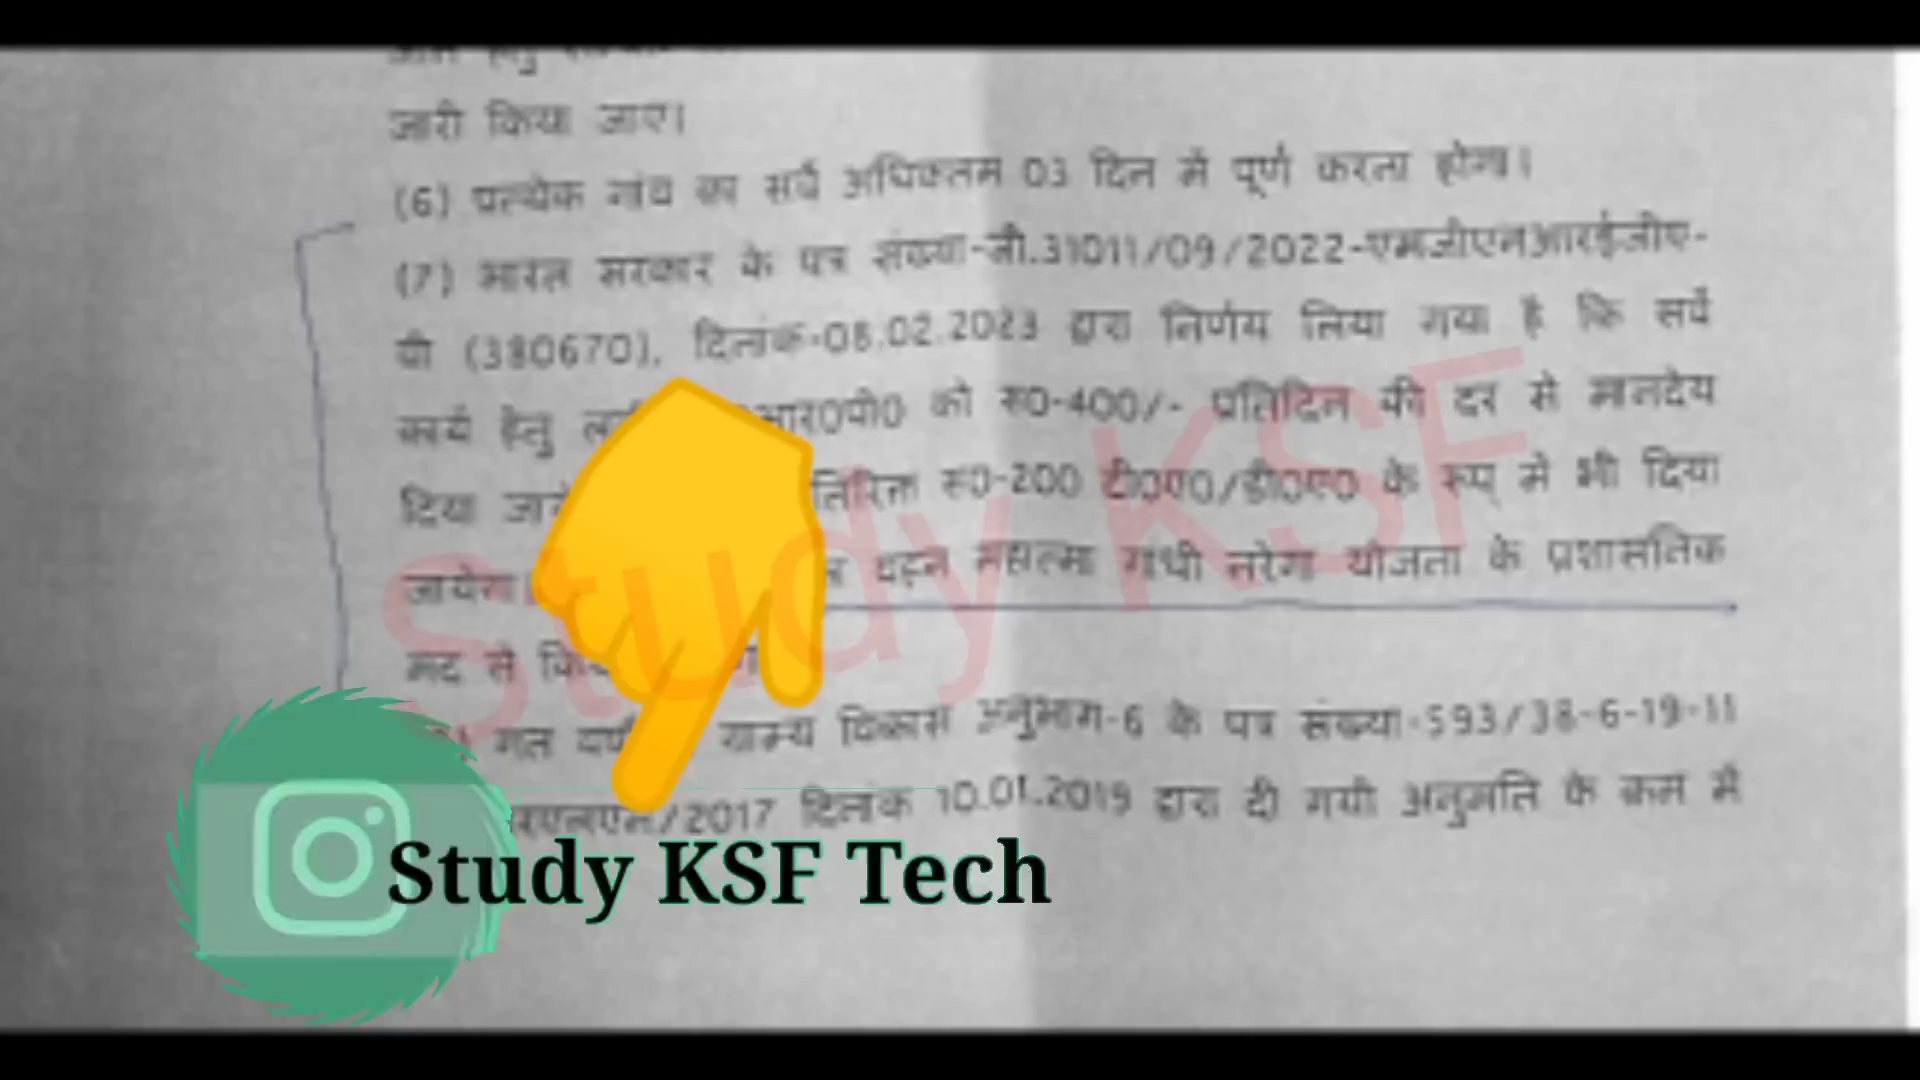 जारी किया जाए।
(6) प्रत्येक गांव का सर्वे अधिकतम 03 दिन में पूर्ण करना होगा।
(7) भारत सरकार के पत्र संख्या-जी.31011/09/2022-एमजीएनआरईजीए-
वी (380670), दिनांक-08.02.2023 द्वारा निर्णय लिया गया है कि सर्वे
कार्य हेतु आर0पी0 को रू0-400/- प्रतिदिन की दर से मानदेय
दिया रू0-200 टी0ए0/डी0ए0 के रूप में भी दिया
जायेगा वहन महात्मा गांधी नरेगा योजना के प्रशासनिक
मद से
गत ग्राम्य विकास अनुभाग-6 के पत्र संख्या-593/38-6-19-11
/2017 दिनांक 10.01.2019 द्वारा दी गयी अनुमति के क्रम में
Study KSF
Study KSF Tech